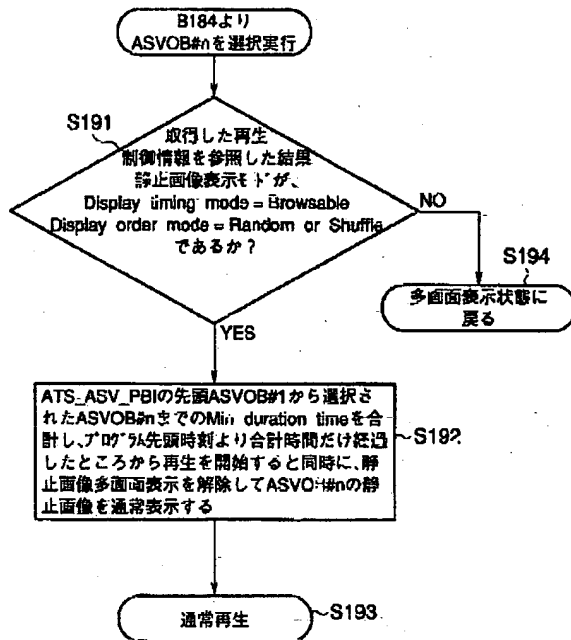 B184より
ASVOB#nを選択実行
S191
取得した再生
制御情報を参照した結果
静止画像表示モードが、
Display timing mode = Browsable
Display order mode = Random or Shuffle
であるか?
NO
S194
多画面表示状態に
戻る
YES
ATS_ASV_PBIの先頭ASVOB#1から選択さ
れたASVOB#nまでのMin duration timeを合
計し、プログラム先頭時刻より合計時間だけ経過
したところから再生を開始すると同時に、静
止画像多画面表示を解除してASVOB#nの静
止画像を通常表示する
S192
通常再生
S193